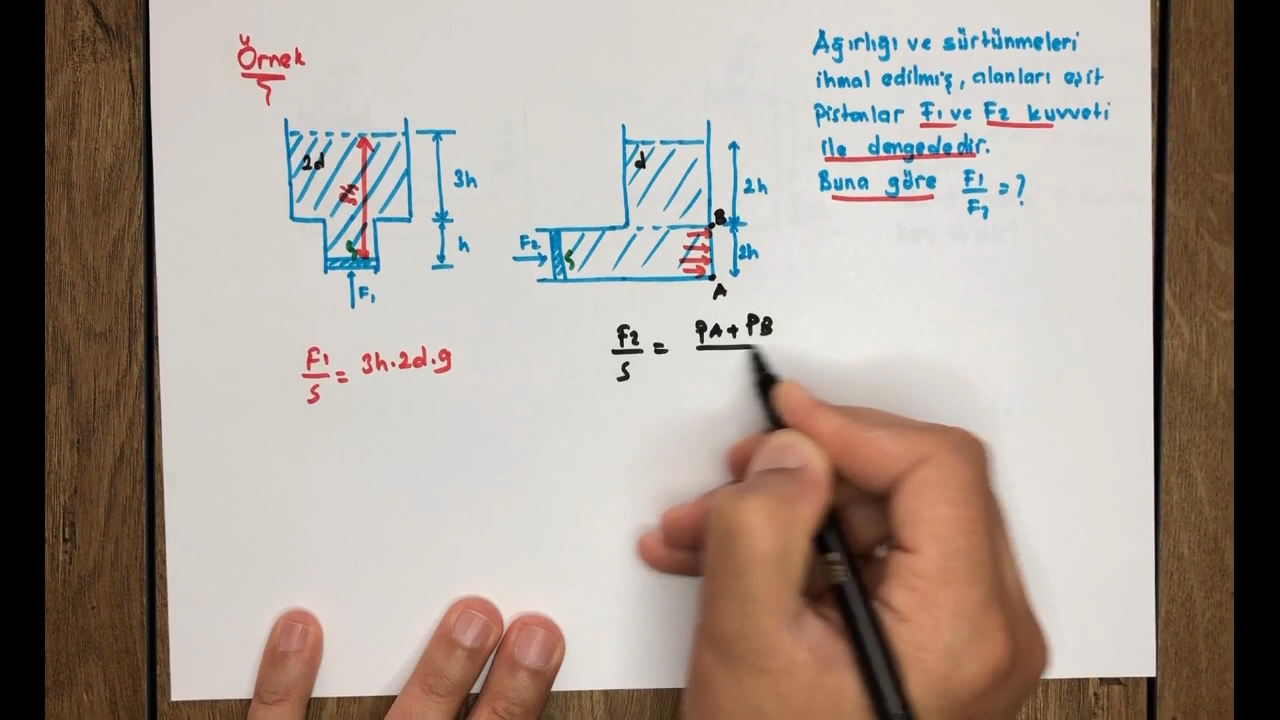 Örnek
2d
3h
h
S
F1
d
2h
B
F2
S
2h
A
Ağırlığı ve sürtünmeleri
ihmal edilmiş, alanları eşit
Pistonlar F1 ve F2 kuvveti
ile dengededir.
Buna göre F1/F2 = ?
F1/S = 3h.2d.g
F2/S = PA+PB